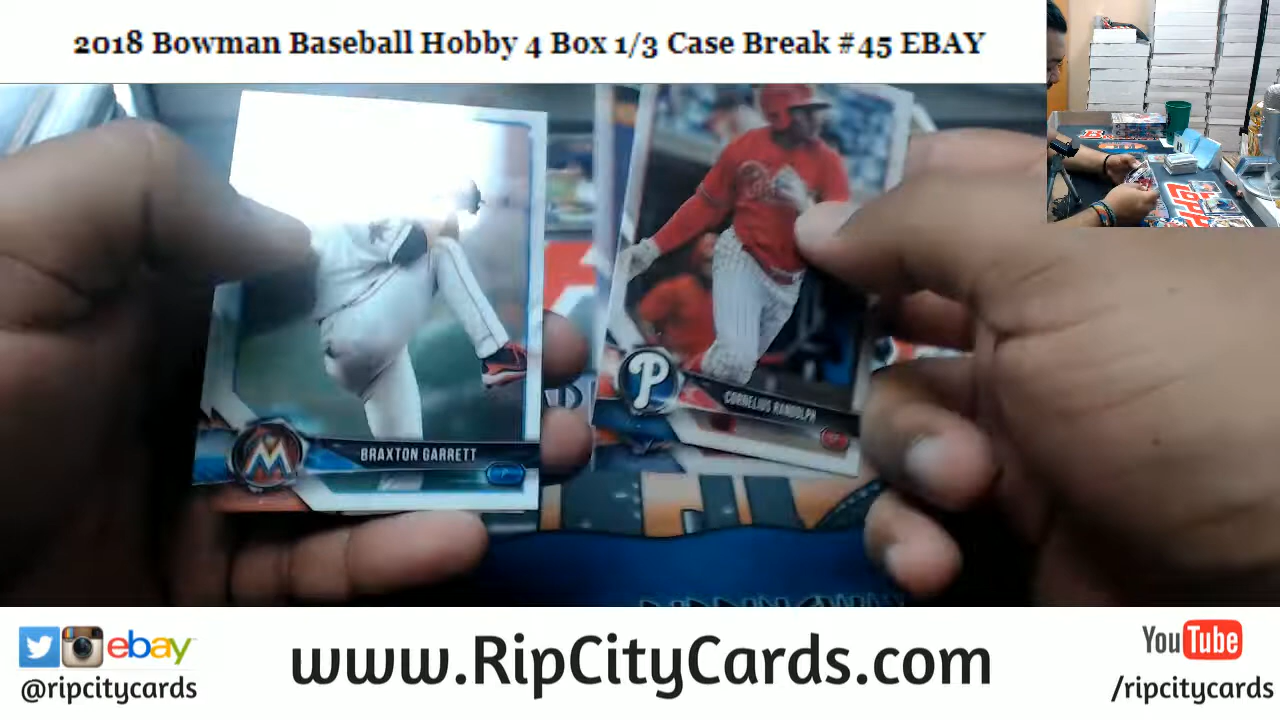 2018 Bowman Baseball Hobby 4 Box 1/3 Case Break #45 EBAY
BRAXTON GARRETT
P
CORNELIUS RANDOLPH
ebay
@ripcitycards
www.RipCityCards.com
YouTube
/ripcitycards